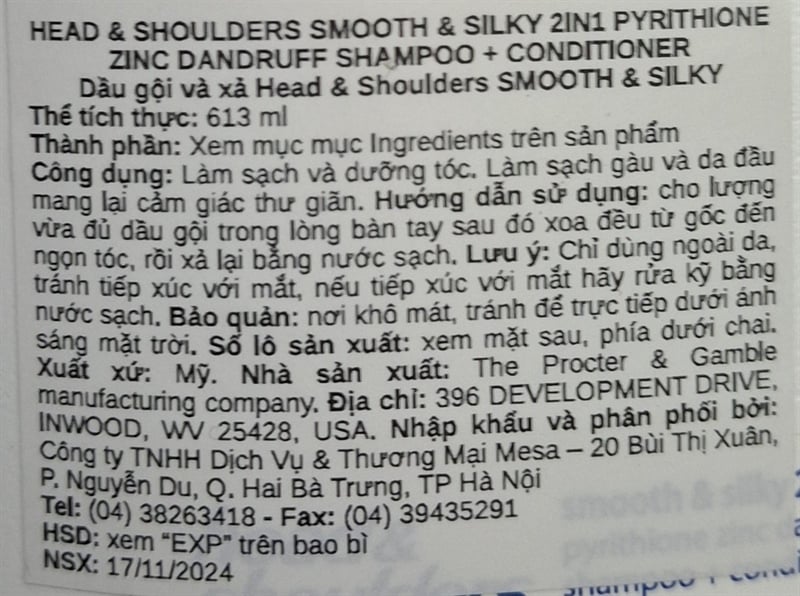 HEAD & SHOULDERS SMOOTH & SILKY 2IN1 PYRITHIONE
ZINC DANDRUFF SHAMPOO + CONDITIONER
Dầu gội và xả Head & Shoulders SMOOTH & SILKY
Thể tích thực: 613 ml
Thành phần: Xem mục mục Ingredients trên sản phẩm
Công dụng: Làm sạch và dưỡng tóc. Làm sạch gàu và da đầu
mang lại cảm giác thư giãn. Hướng dẫn sử dụng: cho lượng
vừa đủ dầu gội trong lòng bàn tay sau đó xoa đều từ gốc đến
ngọn tóc, rồi xả lại bằng nước sạch. Lưu ý: Chỉ dùng ngoài da,
tránh tiếp xúc với mắt, nếu tiếp xúc với mắt hãy rửa kỹ bằng
nước sạch. Bảo quản: nơi khô mát, tránh để trực tiếp dưới ánh
sáng mặt trời. Số lô sản xuất: xem mặt sau, phía dưới chai.
Xuất xứ: Mỹ. Nhà sản xuất: The Procter & Gamble
manufacturing company. Địa chỉ: 396 DEVELOPMENT DRIVE,
INWOOD, WV 25428, USA. Nhập khẩu và phân phối bởi:
Công ty TNHH Dịch Vụ & Thương Mại Mesa – 20 Bùi Thị Xuân,
P. Nguyễn Du, Q. Hai Bà Trưng, TP Hà Nội
Tel: (04) 38263418 - Fax: (04) 39435291
HSD: xem "EXP" trên bao bì
NSX: 17/11/2024
smooth & silky 2
pyrithione zinc da
shampoo + condi